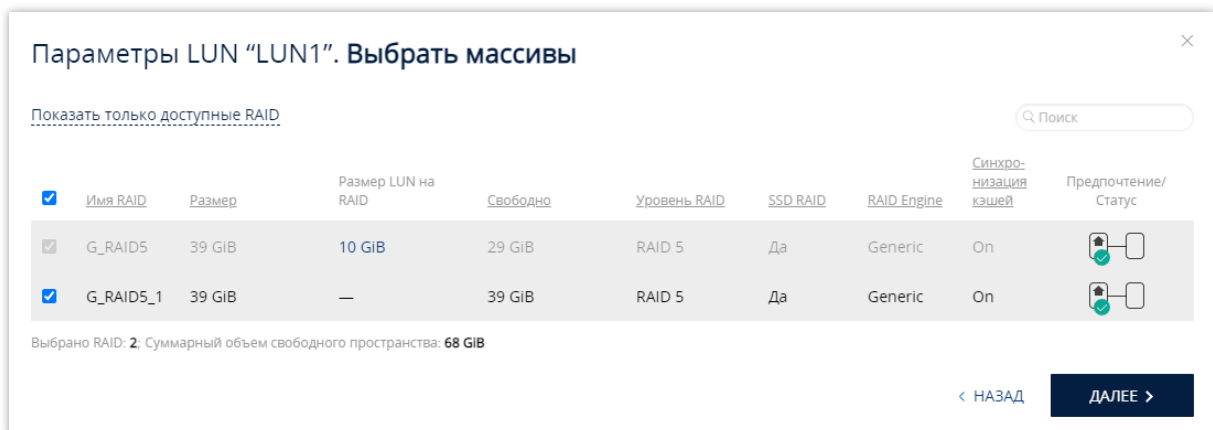 Параметры LUN “LUN1”. Выбрать массивы
Показать только доступные RAID
Поиск
Имя RAID Размер Размер LUN на RAID Свободно Уровень RAID SSD RAID RAID Engine Синхро-низация кэшей Предпочтение/Статус
G_RAID5 39 GiB 10 GiB 29 GiB RAID 5 Да Generic On
G_RAID5_1 39 GiB — 39 GiB RAID 5 Да Generic On
Выбрано RAID: 2; Суммарный объем свободного пространства: 68 GiB
< НАЗАД ДАЛЕЕ >